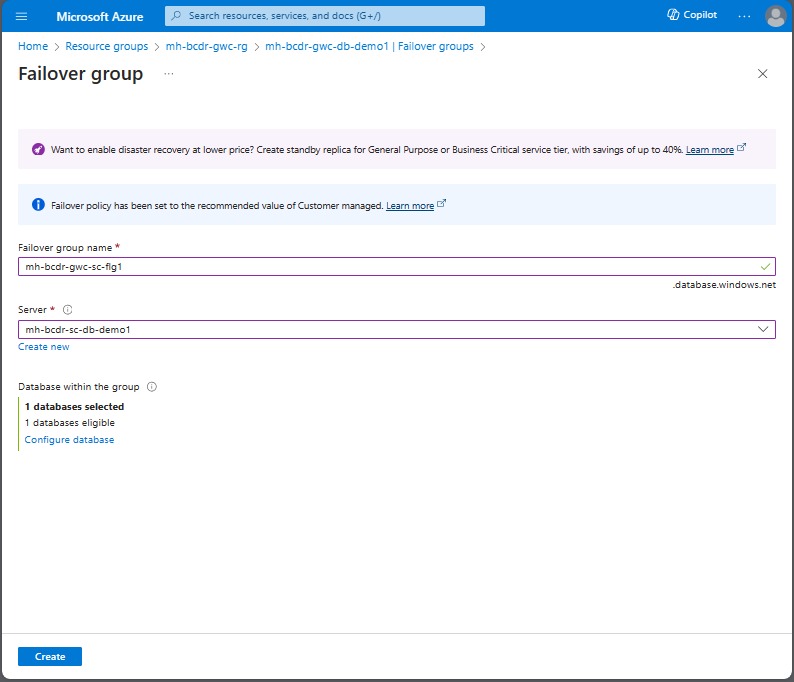 Microsoft Azure
Search resources, services, and docs (G+/)
Copilot
...
Home > Resource groups > mh-bcdr-gwc-rg > mh-bcdr-gwc-db-demo1 | Failover groups >
Failover group ...
Want to enable disaster recovery at lower price? Create standby replica for General Purpose or Business Critical service tier, with savings of up to 40%. Learn more
Failover policy has been set to the recommended value of Customer managed. Learn more
Failover group name *
mh-bcdr-gwc-sc-flg1
.database.windows.net
Server *
mh-bcdr-sc-db-demo1
Create new
Database within the group
1 databases selected
1 databases eligible
Configure database
Create